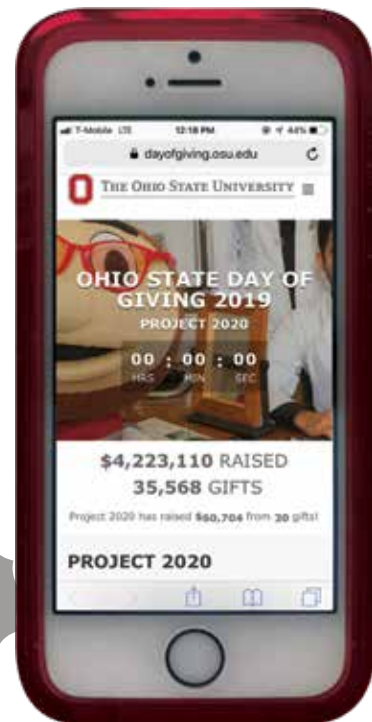 T-Mobile LTE 12:18 PM 44%
dayofgiving.osu.edu
THE OHIO STATE UNIVERSITY
OHIO STATE DAY OF
GIVING 2019
PROJECT 2020
00 : 00 : 00
HRS MIN SEC
$4,223,110 RAISED
35,568 GIFTS
Project 2020 has raised $60,704 from 20 gifts!
PROJECT 2020